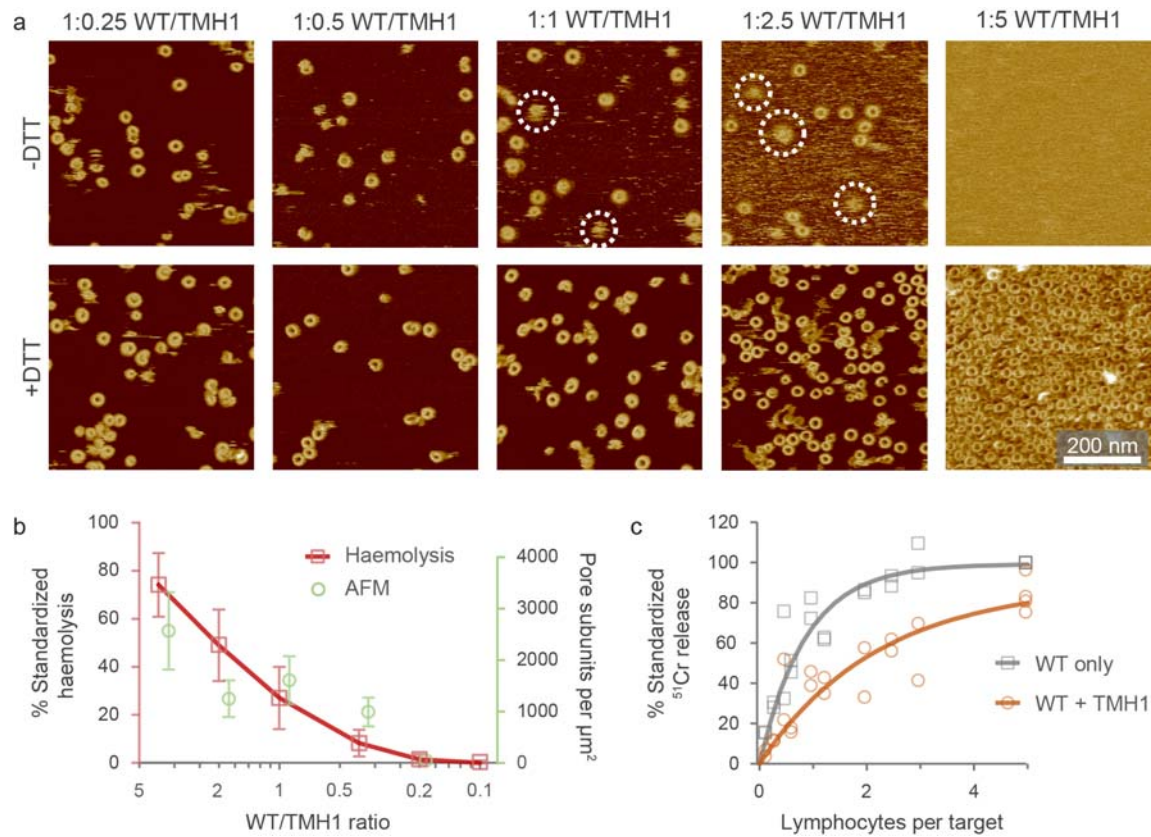 a
1:0.25 WT/TMH1 1:0.5 WT/TMH1 1:1 WT/TMH1 1:2.5 WT/TMH1 1:5 WT/TMH1
-DTT
+DTT
200 nm
b
% Standardized
haemolysis
100
80
60
40
20
0
Haemolysis
AFM
4000
3000
2000
1000
0
Pore subunits per µm²
5 2 1 0.5 0.2 0.1
WT/TMH1 ratio
c
% Standardized
⁵¹Cr release
120
100
80
60
40
20
0
WT only
WT + TMH1
0 2 4
Lymphocytes per target